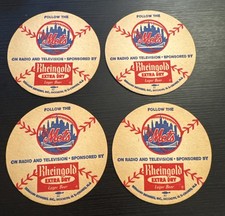 FOLLOW THE
Mets
ON RADIO AND TELEVISION • SPONSORED BY
Rheingold
EXTRA DRY
Lager Beer
FOLLOW THE
Mets
ON RADIO AND TELEVISION • SPONSORED BY
Rheingold
EXTRA DRY
Lager Beer
FOLLOW THE
Mets
ON RADIO AND TELEVISION • SPONSORED BY
Rheingold
EXTRA DRY
Lager Beer
FOLLOW THE
Mets
ON RADIO AND TELEVISION • SPONSORED BY
Rheingold
EXTRA DRY
Lager Beer